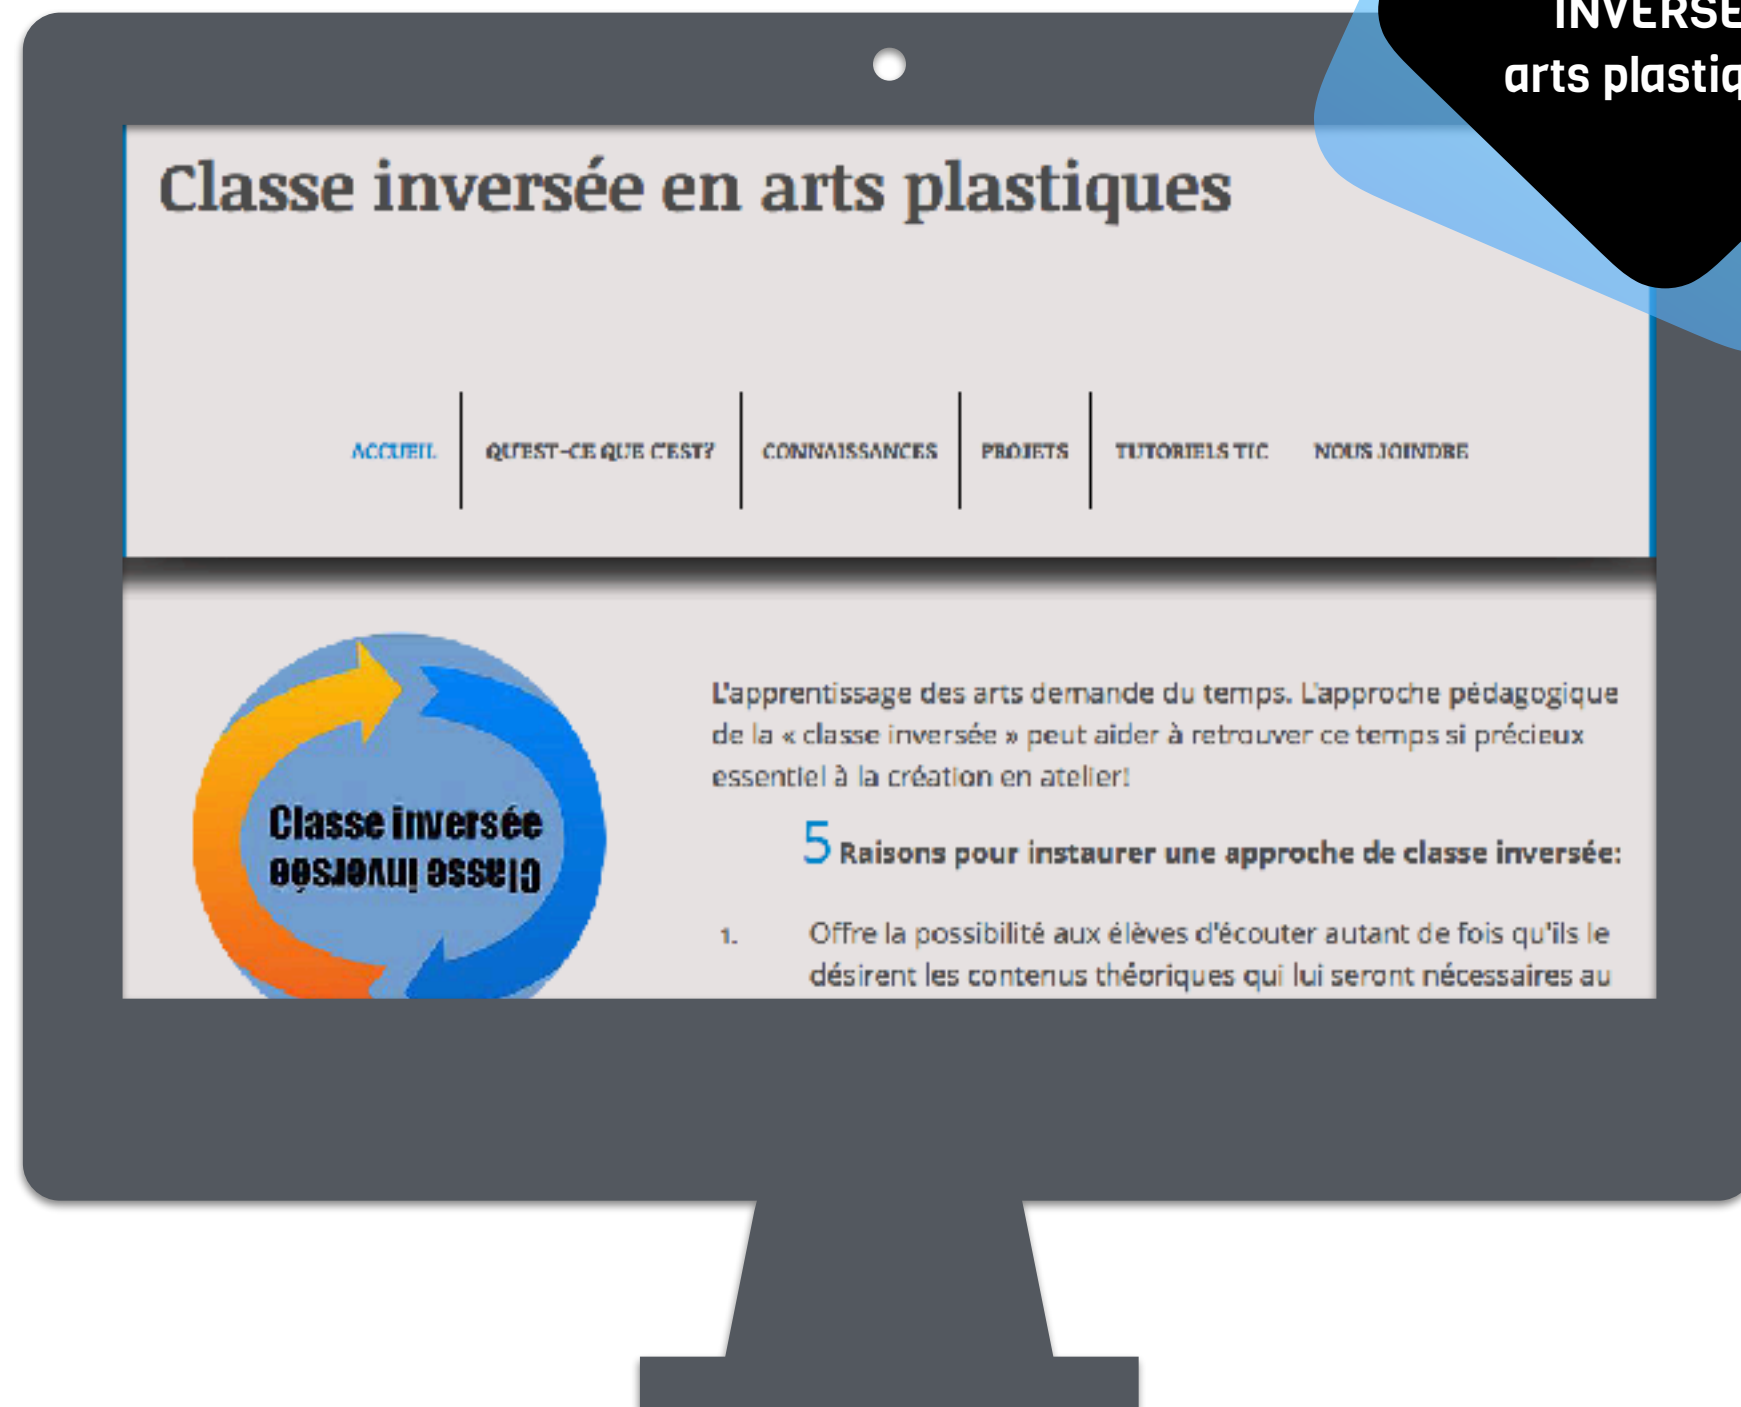 INVERSE
arts plastiq
Classe inversée en arts plastiques
ACCUEIL QU'EST-CE QUE C'EST? CONNAISSANCES PROJETS TUTORIELS TIC NOUS JOINDRE
Classe inversée
Classe inversée
L'apprentissage des arts demande du temps. L'approche pédagogique
de la « classe inversée » peut aider à retrouver ce temps si précieux
essentiel à la création en atelier!
5 Raisons pour instaurer une approche de classe inversée:
1. Offre la possibilité aux élèves d'écouter autant de fois qu'ils le
désirent les contenus théoriques qui lui seront nécessaires au